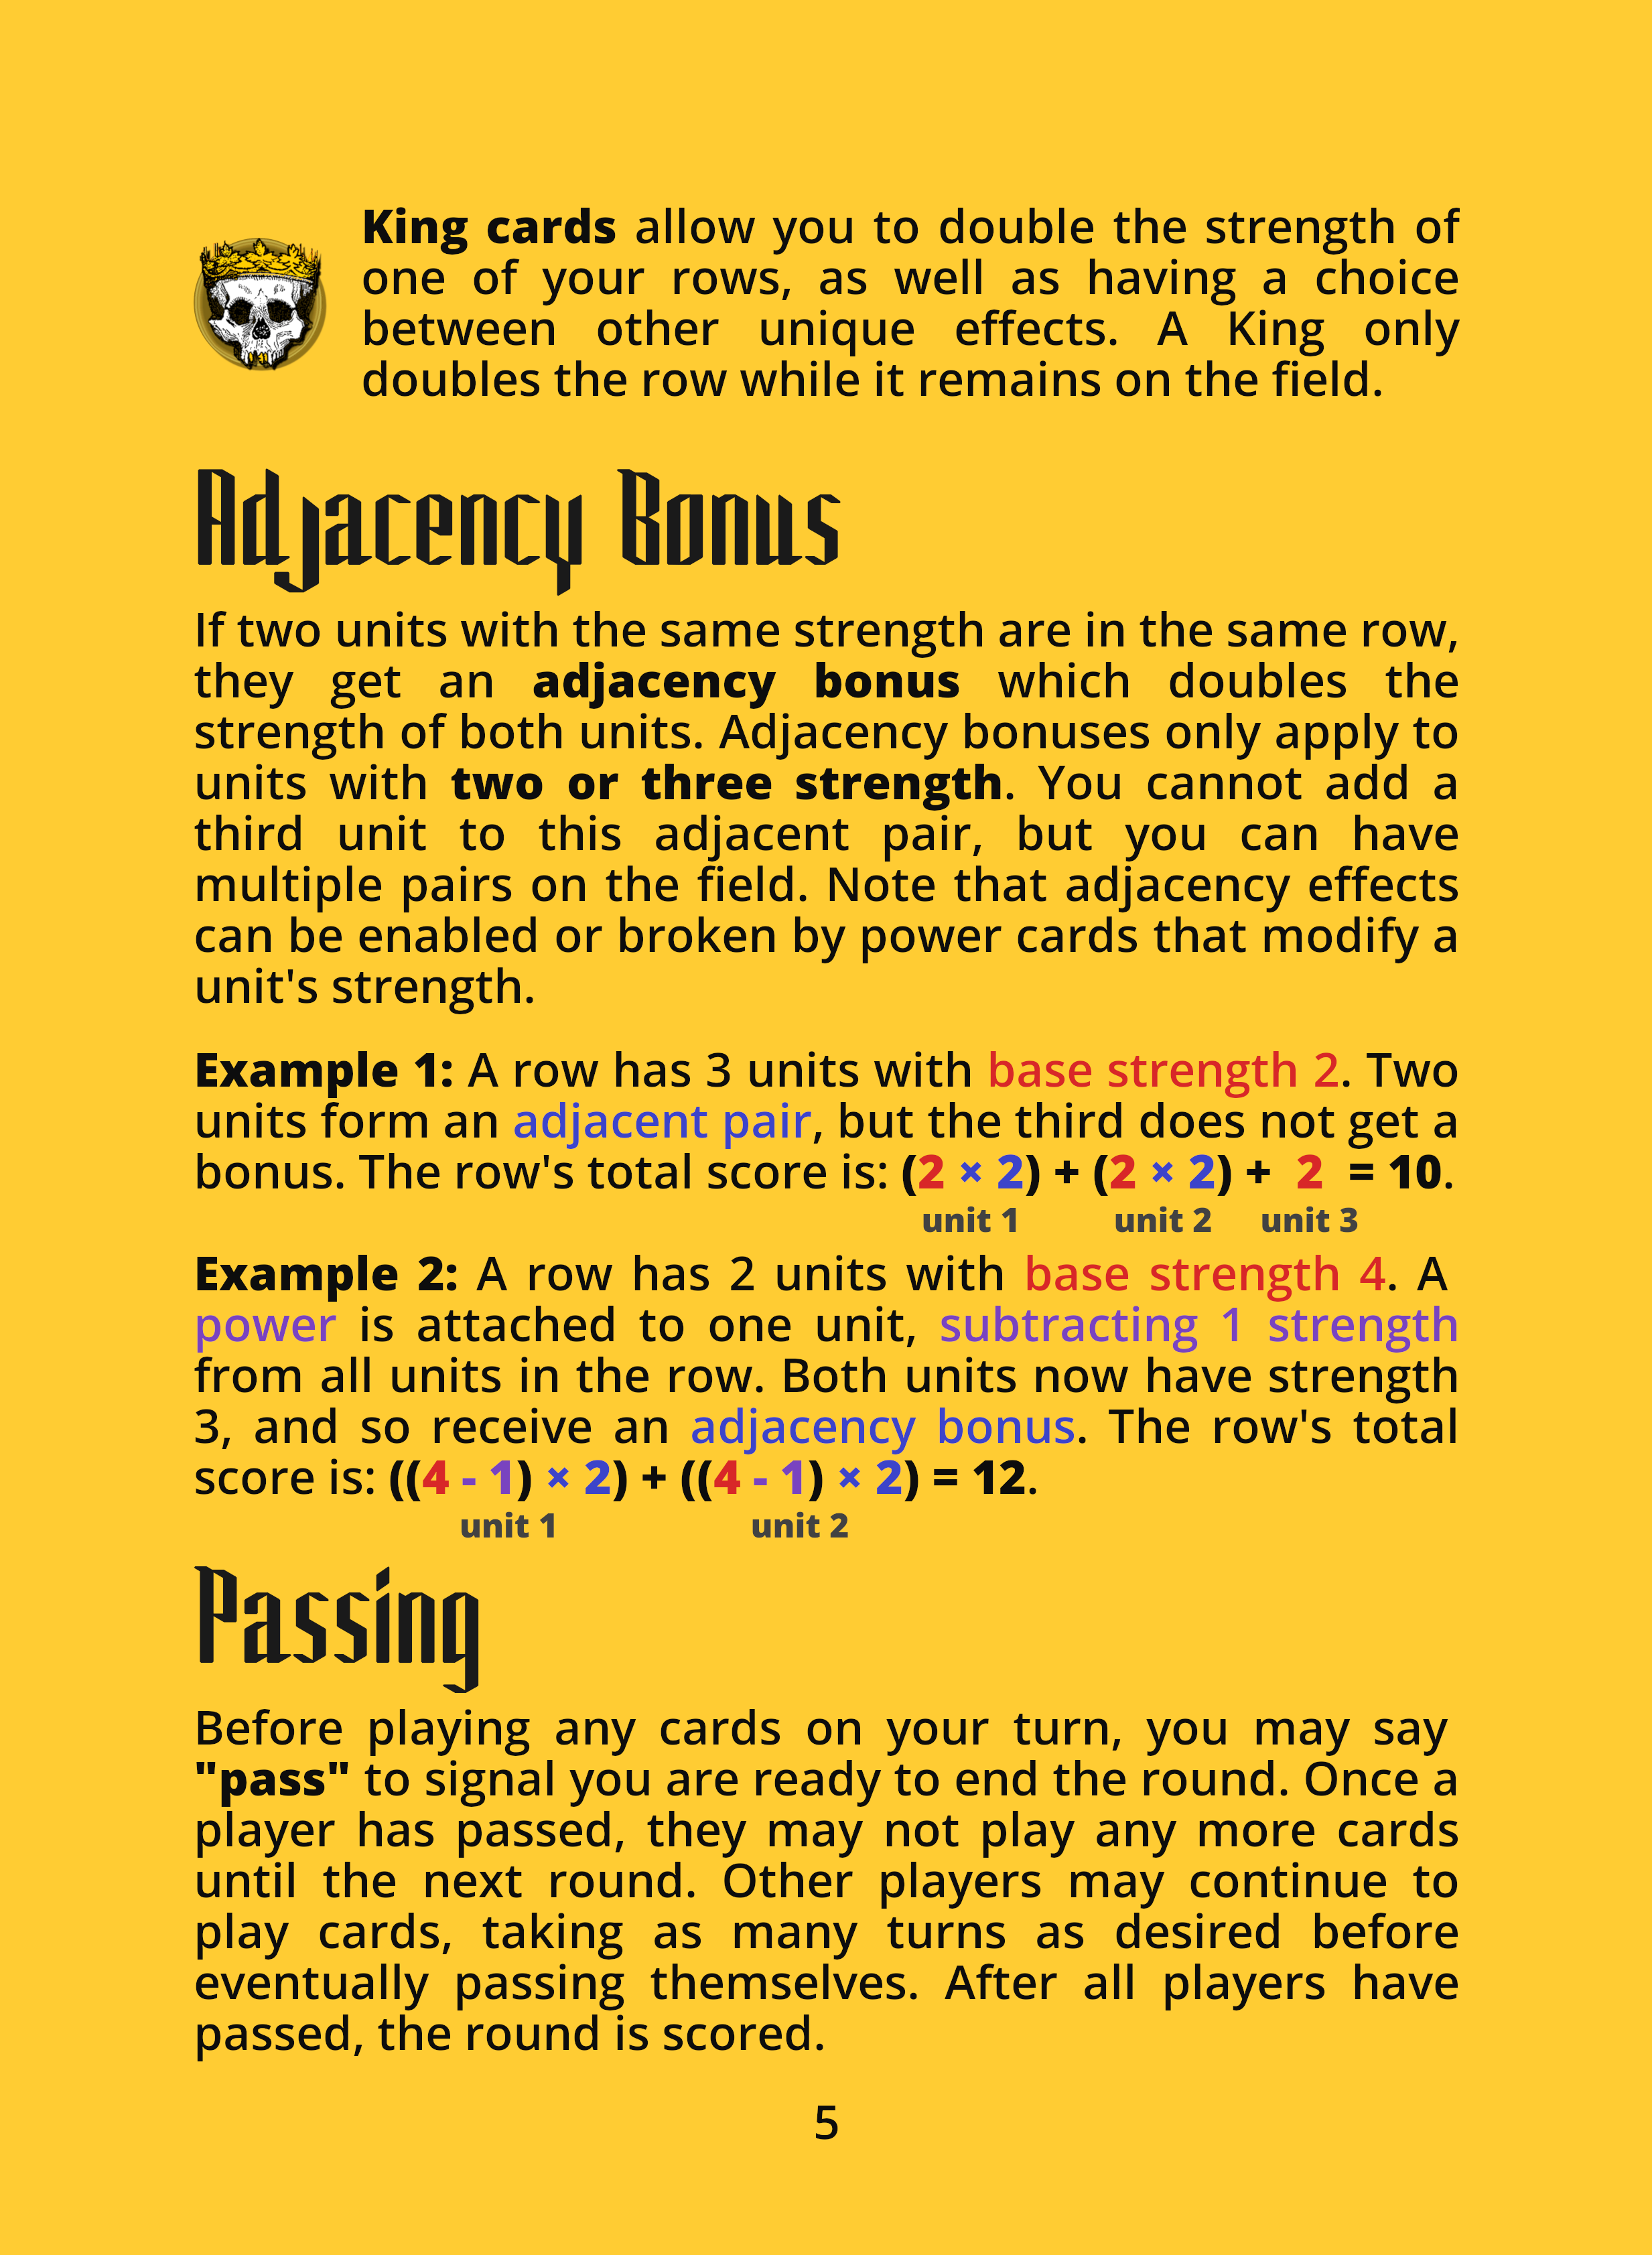 King cards allow you to double the strength of
one of your rows, as well as having a choice
between other unique effects. A King only
doubles the row while it remains on the field.
Adjacency Bonus
If two units with the same strength are in the same row,
they get an adjacency bonus which doubles the
strength of both units. Adjacency bonuses only apply to
units with two or three strength. You cannot add a
third unit to this adjacent pair, but you can have
multiple pairs on the field. Note that adjacency effects
can be enabled or broken by power cards that modify a
unit's strength.
Example 1: A row has 3 units with base strength 2. Two
units form an adjacent pair, but the third does not get a
bonus. The row's total score is: (2 × 2) + (2 × 2) + 2 = 10.
unit 1 unit 2 unit 3
Example 2: A row has 2 units with base strength 4. A
power is attached to one unit, subtracting 1 strength
from all units in the row. Both units now have strength
3, and so receive an adjacency bonus. The row's total
score is: ((4 - 1) × 2) + ((4 - 1) × 2) = 12.
unit 1 unit 2
Passing
Before playing any cards on your turn, you may say
"pass" to signal you are ready to end the round. Once a
player has passed, they may not play any more cards
until the next round. Other players may continue to
play cards, taking as many turns as desired before
eventually passing themselves. After all players have
passed, the round is scored.
5